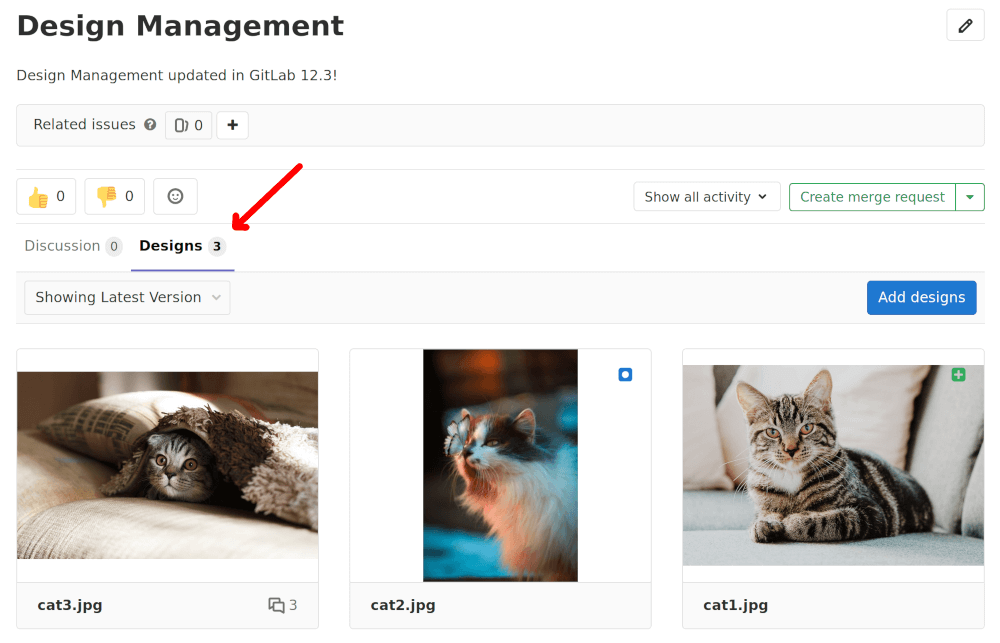 Design Management
Design Management updated in GitLab 12.3!
Related issues 0
0 0 Show all activity Create merge request
Discussion 0 Designs 3
Showing Latest Version Add designs
cat3.jpg 3 cat2.jpg cat1.jpg